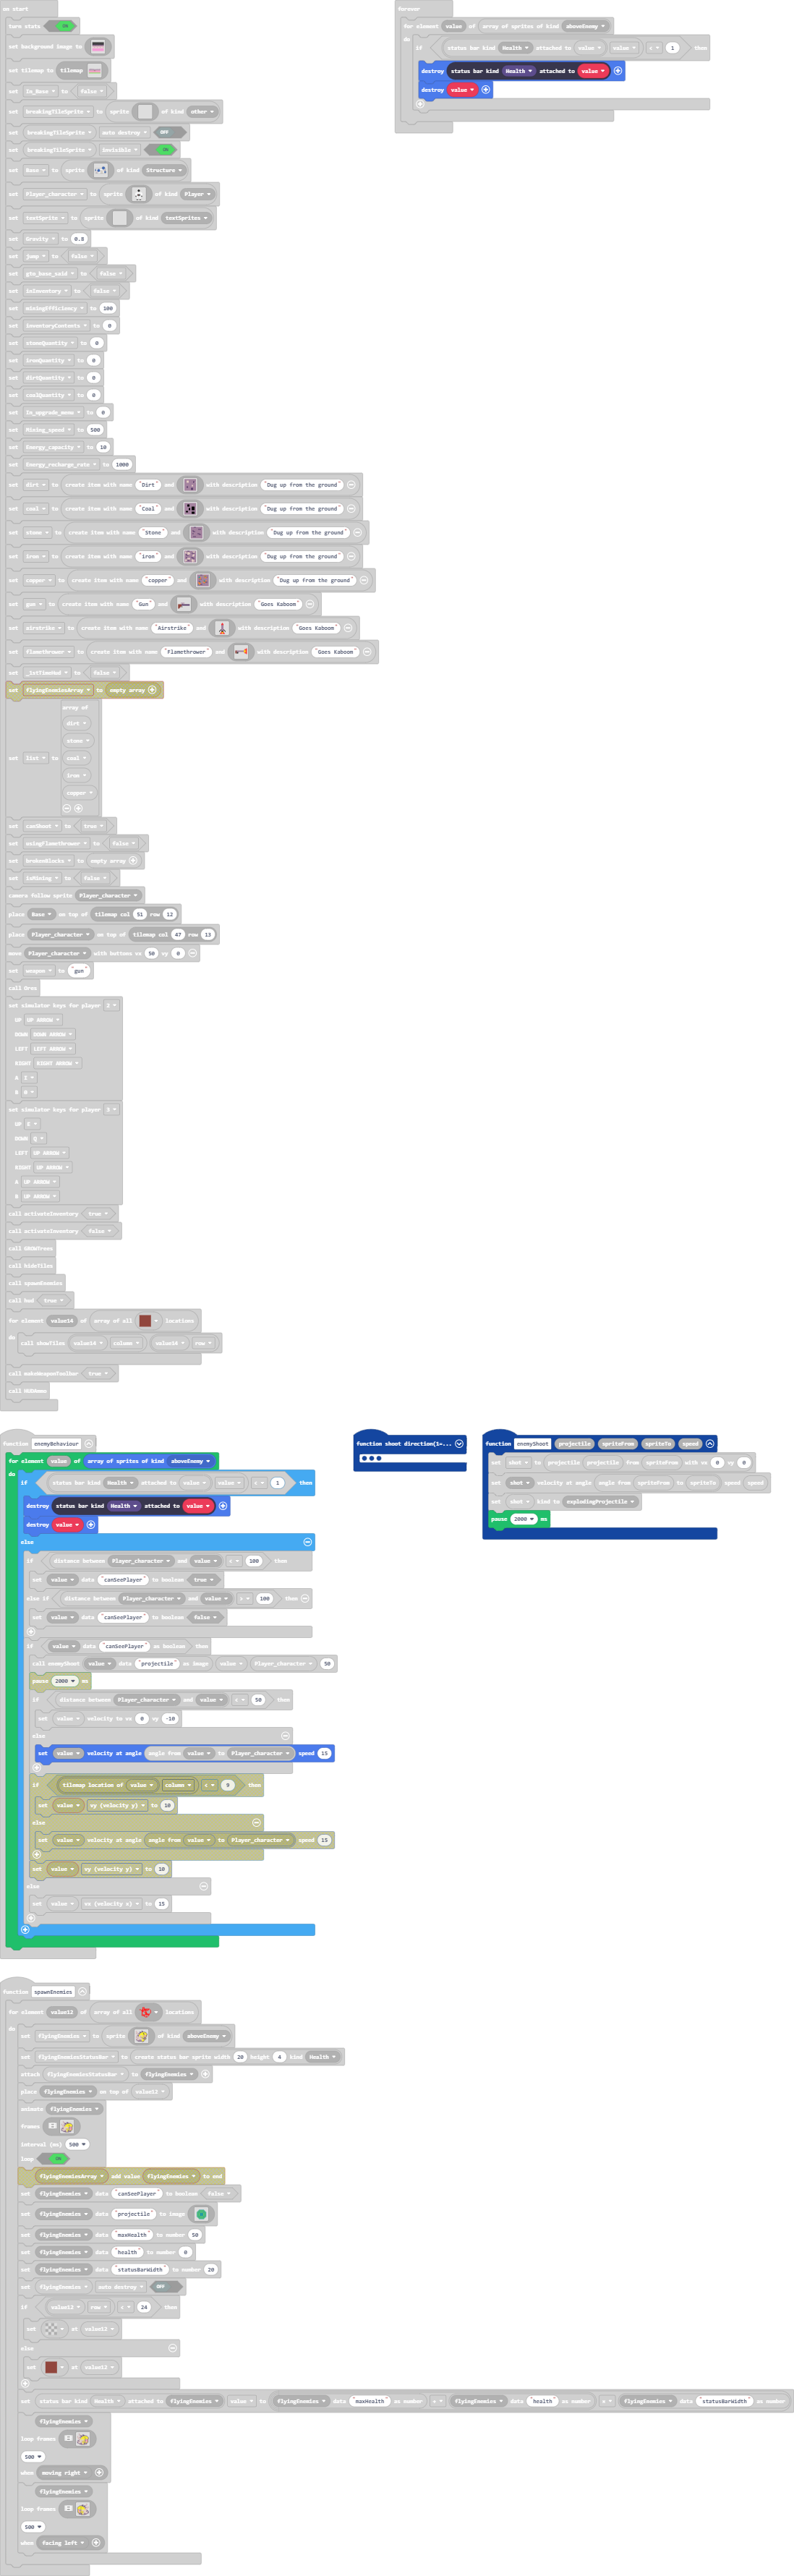 on start
turn stats ON
set background image to
set tilemap to tilemap
set In_Base to false
set breakingTileSprite to sprite of kind other
set breakingTileSprite auto destroy OFF
set breakingTileSprite invisible ON
set Base to sprite of kind Structure
set Player_character to sprite of kind Player
set textSprite to sprite of kind textSprites
set Gravity to 0.8
set jump to false
set gtm_base_said to false
set inInventory to false
set miningEfficiency to 100
set inventoryContents to 0
set stoneQuantity to 0
set ironQuantity to 0
set dirtQuantity to 0
set coalQuantity to 0
set In_upgrade_menu to 0
set Mining_speed to 500
set Energy_capacity to 10
set Energy_recharge_rate to 1000
set dirt to create item with name "Dirt" and with description "Dug up from the ground"
set coal to create item with name "Coal" and with description "Dug up from the ground"
set stone to create item with name "Stone" and with description "Dug up from the ground"
set iron to create item with name "iron" and with description "Dug up from the ground"
set copper to create item with name "copper" and with description "Dug up from the ground"
set gun to create item with name "Gun" and with description "Goes Kaboom"
set airstrike to create item with name "Airstrike" and with description "Goes Kaboom"
set flamethrower to create item with name "Flamethrower" and with description "Goes Kaboom"
set _1stTimeHud to false
set flyingEnemiesArray to empty array
array of
dirt
stone
set list to coal
iron
copper
set canShoot to true
set usingFlameThrower to false
set brokenBlocks to empty array
set isMoving to false
camera follow sprite Player_character
place Base on top of tilemap col 51 row 12
place Player_character on top of tilemap col 47 row 13
move Player_character with buttons vx 50 vy 0
set weapon to "gun"
call Ores
set simulator keys for player 2
UP UP ARROW
DOWN DOWN ARROW
LEFT LEFT ARROW
RIGHT RIGHT ARROW
A
B
set simulator keys for player 3
UP E
DOWN Q
LEFT UP ARROW
RIGHT UP ARROW
A UP ARROW
B UP ARROW
call activateInventory true
call activateInventory false
call ADDTrees
call hideTiles
call spawnEnemies
call hud true
for element value14 of array of all locations
do call showTiles value14 column value14 row
call makeWeaponToolbar true
forever
for element value of array of sprites of kind aboveEnemy
do if status bar kind Health attached to value value < 1 then
destroy status bar kind Health attached to value
destroy value
function enemyBehaviour
for element value of array of sprites of kind aboveEnemy
do if status bar kind Health attached to value value < 1 then
destroy status bar kind Health attached to value
destroy value
else
if distance between Player_character and value < 100 then
set value data "canSeePlayer" to boolean true
else if distance between Player_character and value 100 then
set value data "canSeePlayer" to boolean false
if value data "canSeePlayer" as boolean then
call enemyShoot value data "projectile" as image value Player_character 50
pause 2000 ms
if distance between Player_character and value < 50 then
set value velocity to vx 0 vy -10
else
set value velocity at angle angle from value to Player_character speed 15
if tilemap location of value column < 0 then
set value vy (velocity y) to 10
else
set value velocity at angle angle from value to Player_character speed 15
set value vy (velocity y) to 10
else
set value vx (velocity x) to 15
function shoot direction(1=...
function enemyShoot projectile spriteFrom spriteTo speed
set shot to projectile projectile from spriteFrom with vx 0 vy 0
set shot velocity at angle angle from spriteFrom to spriteTo speed speed
set shot kind to explodingProjectile
pause 2000 ms
function spawnEnemies
for element value12 of array of all locations
do set flyingEnemies to sprite of kind aboveEnemy
set flyingEnemiesStatusBar to create status bar sprite width 20 height 4 kind Health
attach flyingEnemiesStatusBar to flyingEnemies
place flyingEnemies on top of value12
animate flyingEnemies
frames
interval (ms) 500
loop ON
flyingEnemiesArray add value flyingEnemies to end
set flyingEnemies data "canSeePlayer" to boolean false
set flyingEnemies data "projectile" to image
set flyingEnemies data "maxHealth" to number 50
set flyingEnemies data "health" to number 0
set flyingEnemies data "statusBarWidth" to number 20
set flyingEnemies auto destroy OFF
if value12 row < 24 then
set at value12
else
set at value12
set status bar kind Health attached to flyingEnemies value to flyingEnemies data "maxHealth" as number flyingEnemies data "health" as number flyingEnemies data "statusBarWidth" as number
flyingEnemies
loop frames
500
when moving right
flyingEnemies
loop frames
500
when facing left